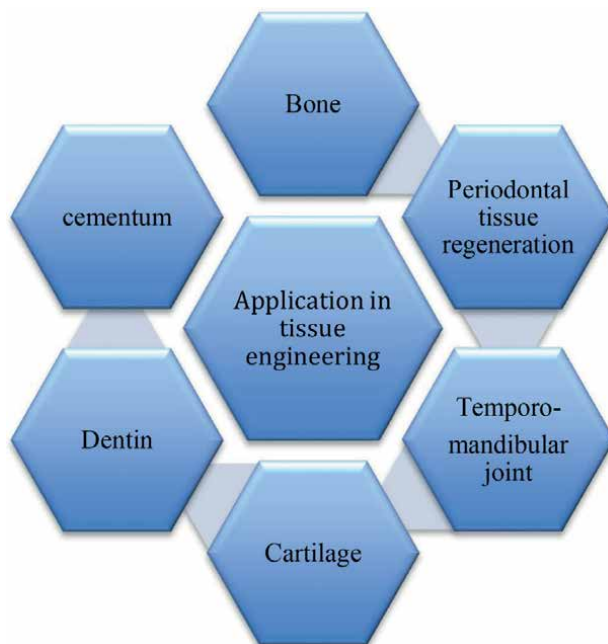 Bone
Periodontal
tissue
regeneration
cementum
Application in
tissue
engineering
Temporo-
mandibular
joint
Dentin
Cartilage